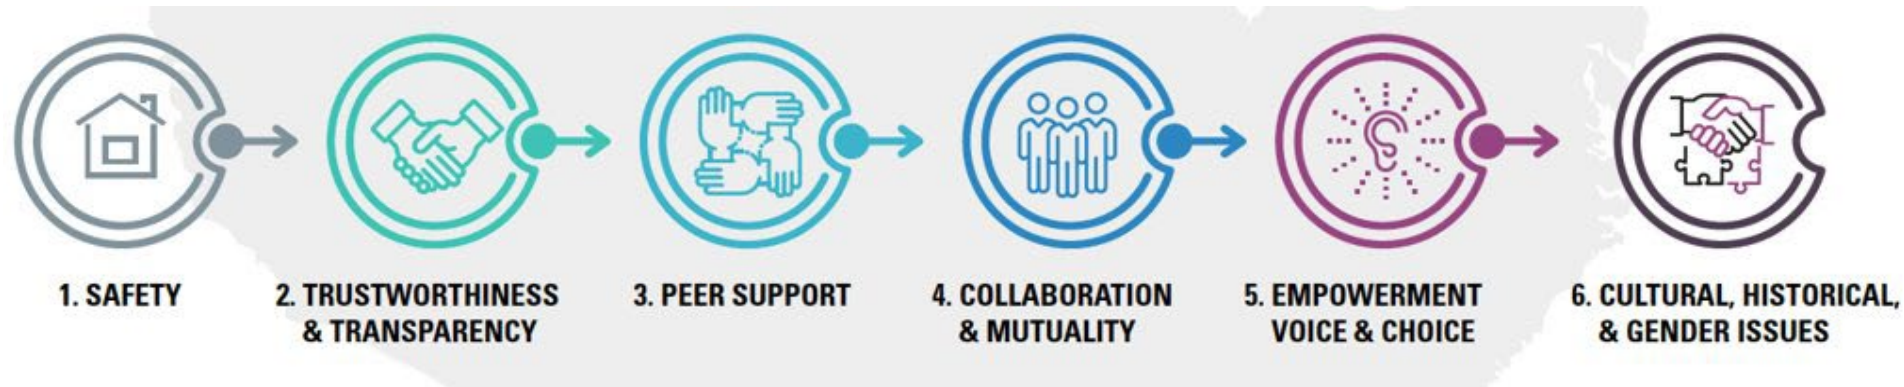 1. SAFETY
2. TRUSTWORTHINESS
& TRANSPARENCY
3. PEER SUPPORT
4. COLLABORATION
& MUTUALITY
5. EMPOWERMENT
VOICE & CHOICE
6. CULTURAL, HISTORICAL,
& GENDER ISSUES